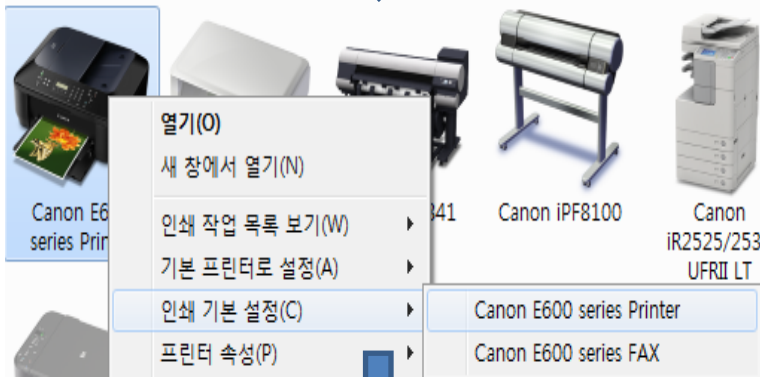 열기(O)
새 창에서 열기(N)
인쇄 작업 목록 보기(W)
기본 프린터로 설정(A)
인쇄 기본 설정(C)
프린터 속성(P)
Canon E600 series Printer
Canon E600 series FAX
Canon E6
series Prin
341
Canon iPF8100
Canon
iR2525/253
UFRII LT